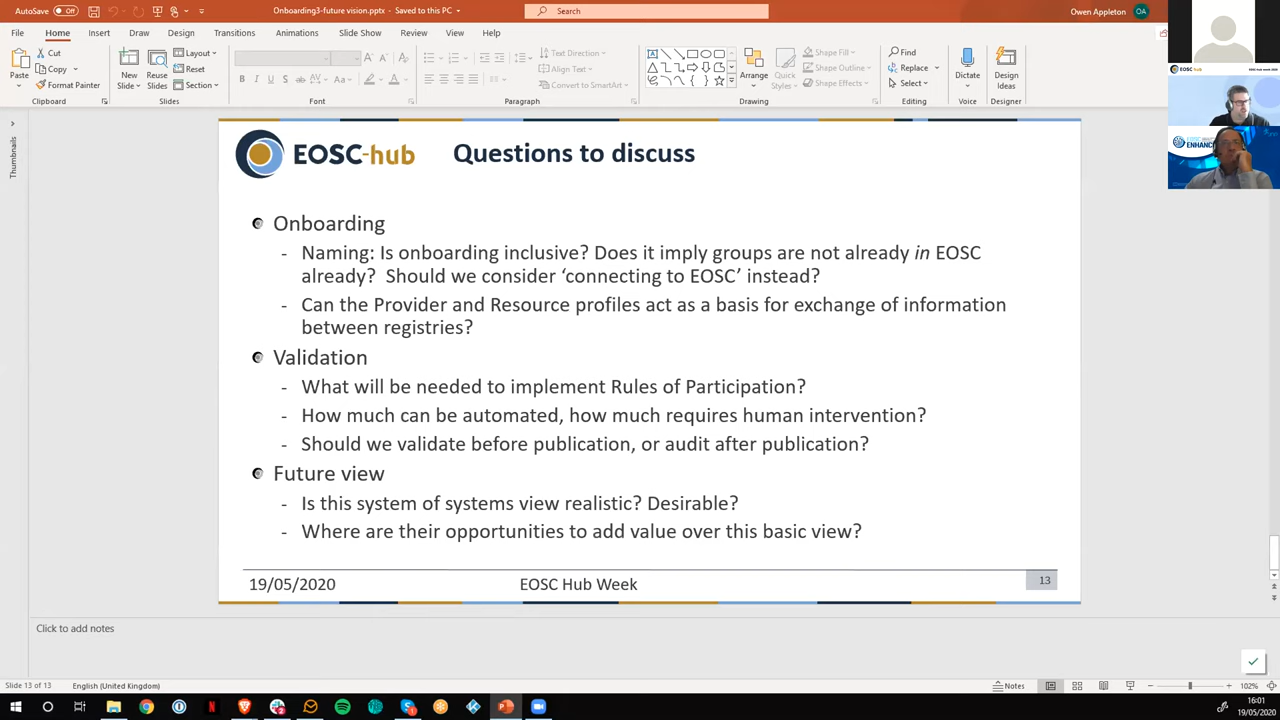 AutoSave Off
Onboarding3-future vision.pptx - Saved to this PC
Search
Owen Appleton
OA
File Home Insert Draw Design Transitions Animations Slide Show Review View Help
Paste
Cut
Copy
Format Painter
Clipboard
New Slides
Reuse Slides
Layout
Reset
Section
Slides
Font
Text Direction
Align Text
Convert to SmartArt
Paragraph
Arrange
Quick Styles
Shape Fill
Shape Outline
Shape Effects
Drawing
Find
Replace
Select
Editing
Dictate
Voice
Design Ideas
Designer
Thumbnails
EOSC-hub
Questions to discuss
Onboarding
- Naming: Is onboarding inclusive? Does it imply groups are not already in EOSC
already? Should we consider ‘connecting to EOSC’ instead?
- Can the Provider and Resource profiles act as a basis for exchange of information
between registries?
Validation
- What will be needed to implement Rules of Participation?
- How much can be automated, how much requires human intervention?
- Should we validate before publication, or audit after publication?
Future view
- Is this system of systems view realistic? Desirable?
- Where are their opportunities to add value over this basic view?
19/05/2020
EOSC Hub Week
13
Click to add notes
Slide 13 of 13
English (United Kingdom)
Notes
102%
16:01
19/05/2020
ENHANCE